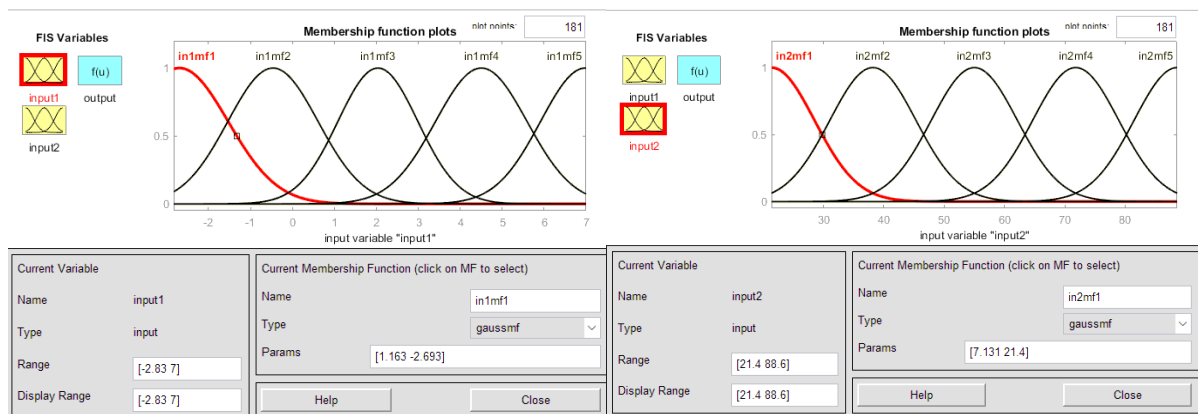 FIS Variables
Membership function plots
plot points:
181
f(u)
input1
output
input2
in1mf1
in1mf2
in1mf3
in1mf4
in1mf5
1
0.5
0
-2
-1
0
1
2
3
4
5
6
7
input variable "input1"
Current Variable
Name
input1
Type
input
Range
[-2.83 7]
Display Range
[-2.83 7]
Current Membership Function (click on MF to select)
Name
in1mf1
Type
gaussmf
Params
[1.163 -2.693]
Help
Close
FIS Variables
Membership function plots
plot points:
181
f(u)
input1
output
input2
in2mf1
in2mf2
in2mf3
in2mf4
in2mf5
1
0.5
0
30
40
50
60
70
80
input variable "input2"
Current Variable
Name
input2
Type
input
Range
[21.4 88.6]
Display Range
[21.4 88.6]
Current Membership Function (click on MF to select)
Name
in2mf1
Type
gaussmf
Params
[7.131 21.4]
Help
Close